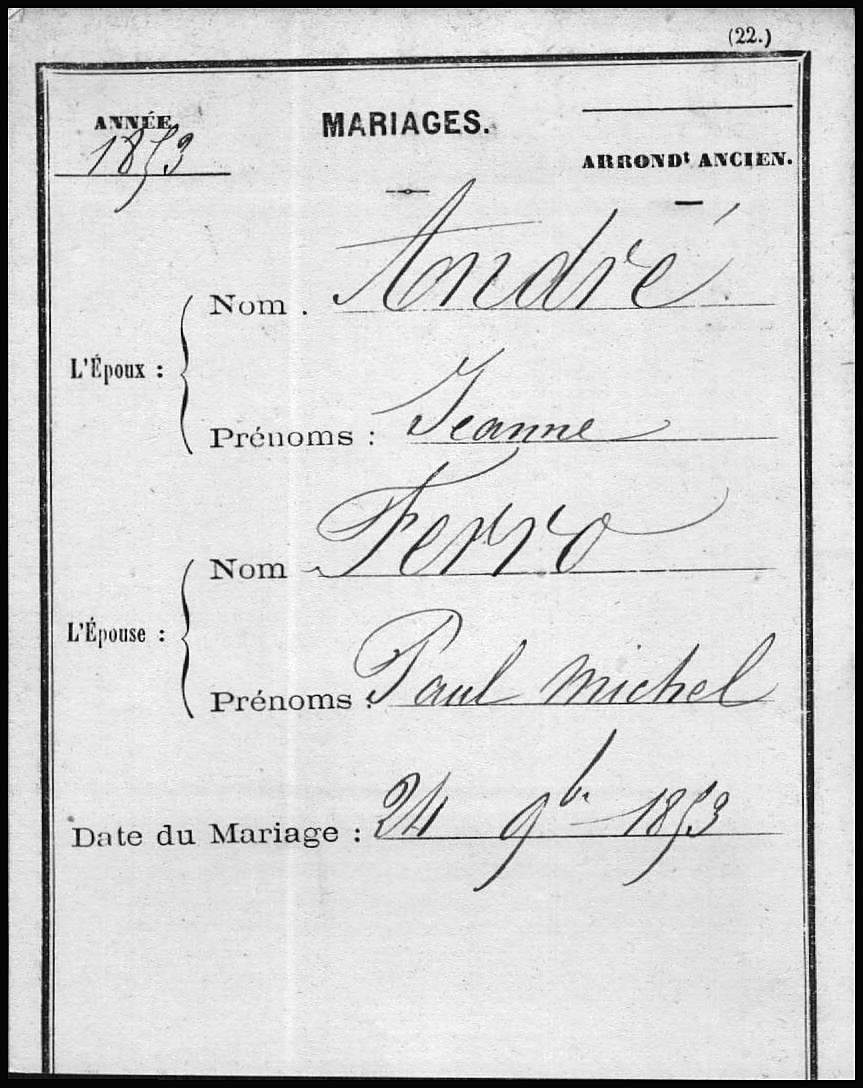 (22.)
ANNÉE
1853
MARIAGES.
ARRONDt ANCIEN.
L'Époux :
Nom . André
Prénoms : Jeanne
L'Épouse :
Nom Ferro
Prénoms : Paul Michel
Date du Mariage : 24 9b. 1853